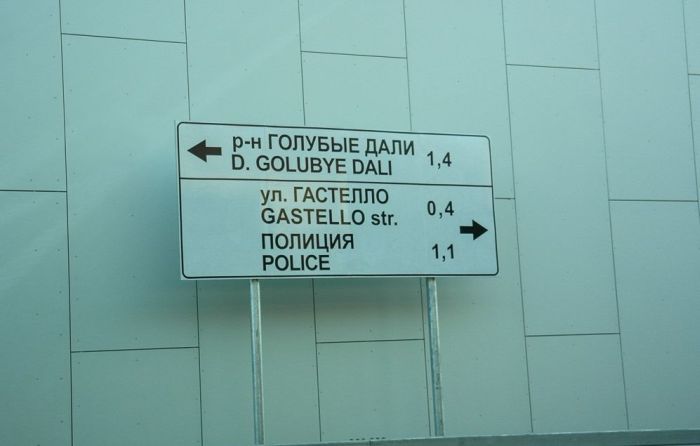 р-н ГОЛУБЫЕ ДАЛИ
D. GOLUBYE DALI 1,4
ул. ГАСТЕЛЛО
GASTELLO str. 0,4
ПОЛИЦИЯ
POLICE 1,1